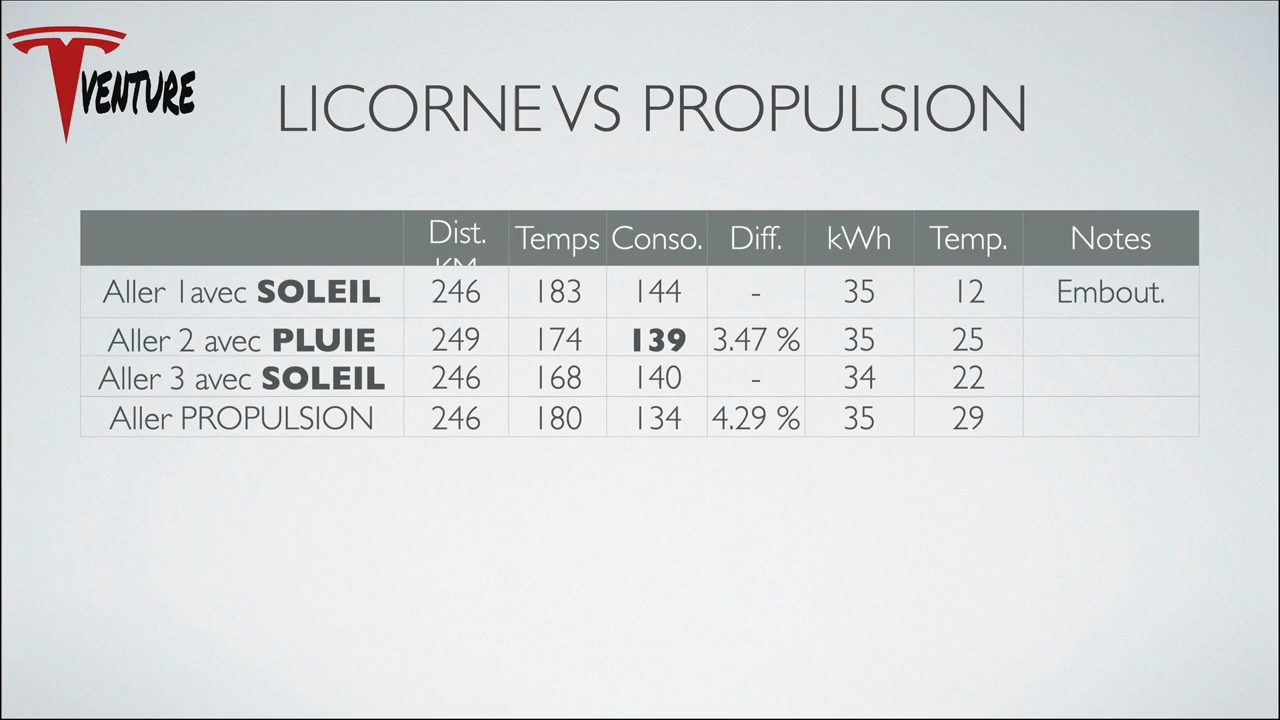 T
VENTURE
LICORNE VS PROPULSION
Dist. KM Temps Conso. Diff. kWh Temp. Notes
Aller 1avec SOLEIL 246 183 144 - 35 12 Embout.
Aller 2 avec PLUIE 249 174 139 3.47 % 35 25
Aller 3 avec SOLEIL 246 168 140 - 34 22
Aller PROPULSION 246 180 134 4.29 % 35 29